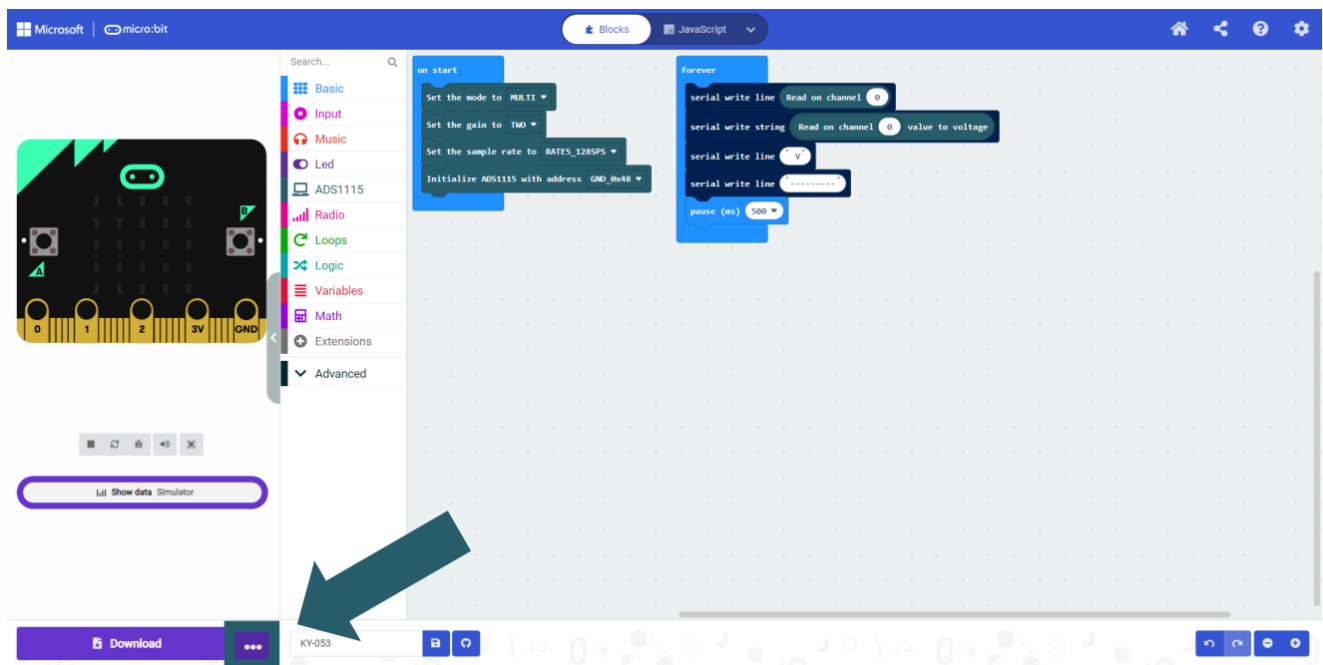 Microsoft micro:bit Blocks JavaScript
Search...
Basic
Input
Music
Led
ADS1115
Radio
Loops
Logic
Variables
Math
Extensions
Advanced
on start
Set the mode to MULTI
Set the gain to TWO
Set the sample rate to RATES_128SPS
Initialize ADS1115 with address GND_0x48
forever
serial write line Read on channel 0
serial write string Read on channel 0 value to voltage
serial write line " V"
serial write line "---------"
pause (ms) 500
B
A
0 1 2 3V GND
Show data Simulator
Download ••• KY-053